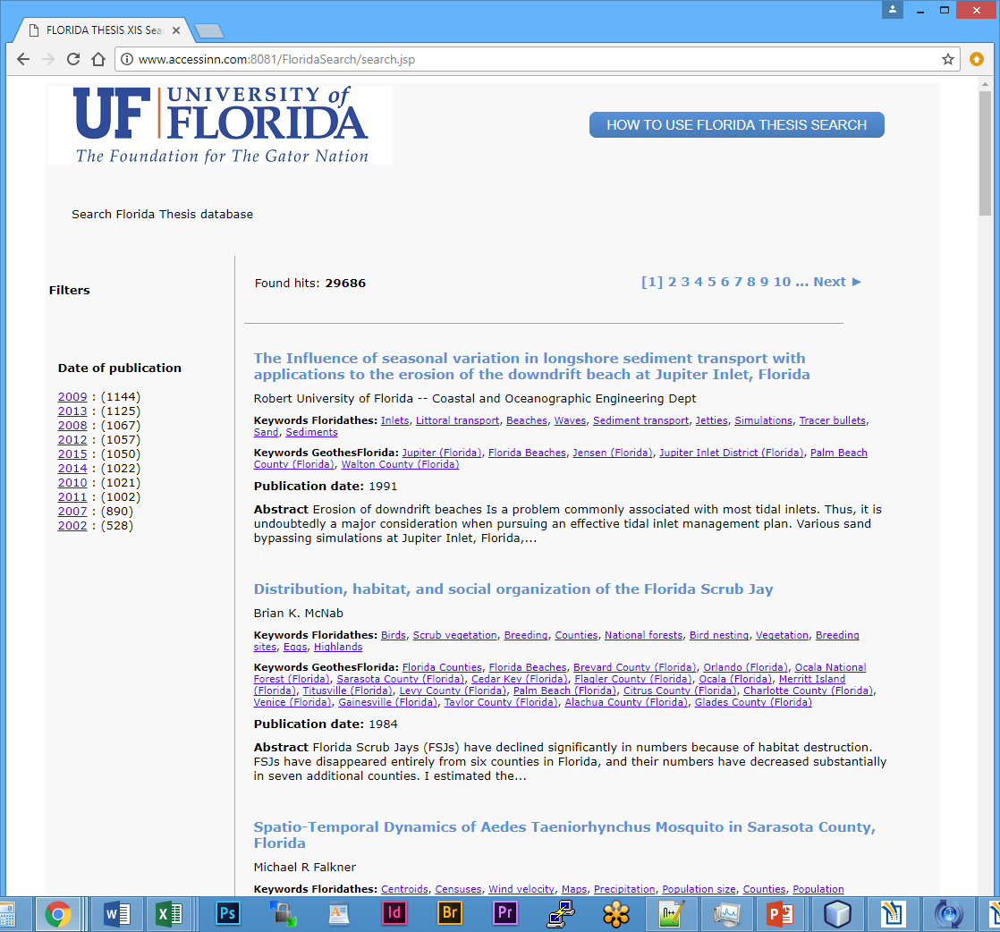 FLORIDA THESIS XIS Sea
www.accessinn.com:8081/FloridaSearch/search.jsp
UF UNIVERSITY of
FLORIDA
The Foundation for The Gator Nation
HOW TO USE FLORIDA THESIS SEARCH
Search Florida Thesis database
Filters
Found hits: 29686
[1] 2 3 4 5 6 7 8 9 10 ... Next ►
Date of publication
2009 : (1144)
2013 : (1125)
2008 : (1067)
2012 : (1057)
2015 : (1050)
2014 : (1022)
2010 : (1021)
2011 : (1002)
2007 : (890)
2002 : (528)
The Influence of seasonal variation in longshore sediment transport with
applications to the erosion of the downdrift beach at Jupiter Inlet, Florida
Robert University of Florida -- Coastal and Oceanographic Engineering Dept
Keywords Floridathes: Inlets, Littoral transport, Beaches, Waves, Sediment transport, Jetties, Simulations, Tracer bullets,
Sand, Sediments
Keywords GeothesFlorida: Jupiter (Florida), Florida Beaches, Jensen (Florida), Jupiter Inlet District (Florida), Palm Beach
County (Florida), Walton County (Florida)
Publication date: 1991
Abstract Erosion of downdrift beaches Is a problem commonly associated with most tidal inlets. Thus, it is
undoubtedly a major consideration when pursuing an effective tidal inlet management plan. Various sand
bypassing simulations at Jupiter Inlet, Florida,...
Distribution, habitat, and social organization of the Florida Scrub Jay
Brian K. McNab
Keywords Floridathes: Birds, Scrub vegetation, Breeding, Counties, National forests, Bird nesting, Vegetation, Breeding
sites, Eggs, Highlands
Keywords GeothesFlorida: Florida Counties, Florida Beaches, Brevard County (Florida), Orlando (Florida), Ocala National
Forest (Florida), Sarasota County (Florida), Cedar Key (Florida), Flagler County (Florida), Ocala (Florida), Merritt Island
(Florida), Titusville (Florida), Levy County (Florida), Palm Beach (Florida), Citrus County (Florida), Charlotte County (Florida),
Venice (Florida), Gainesville (Florida), Taylor County (Florida), Alachua County (Florida), Glades County (Florida)
Publication date: 1984
Abstract Florida Scrub Jays (FSJs) have declined significantly in numbers because of habitat destruction.
FSJs have disappeared entirely from six counties in Florida, and their numbers have decreased substantially
in seven additional counties. I estimated the...
Spatio-Temporal Dynamics of Aedes Taeniorhynchus Mosquito in Sarasota County,
Florida
Michael R Falkner
Keywords Floridathes: Centroids, Censuses, Wind velocity, Maps, Precipitation, Population size, Counties, Population
Ps
Id
Br
Pr